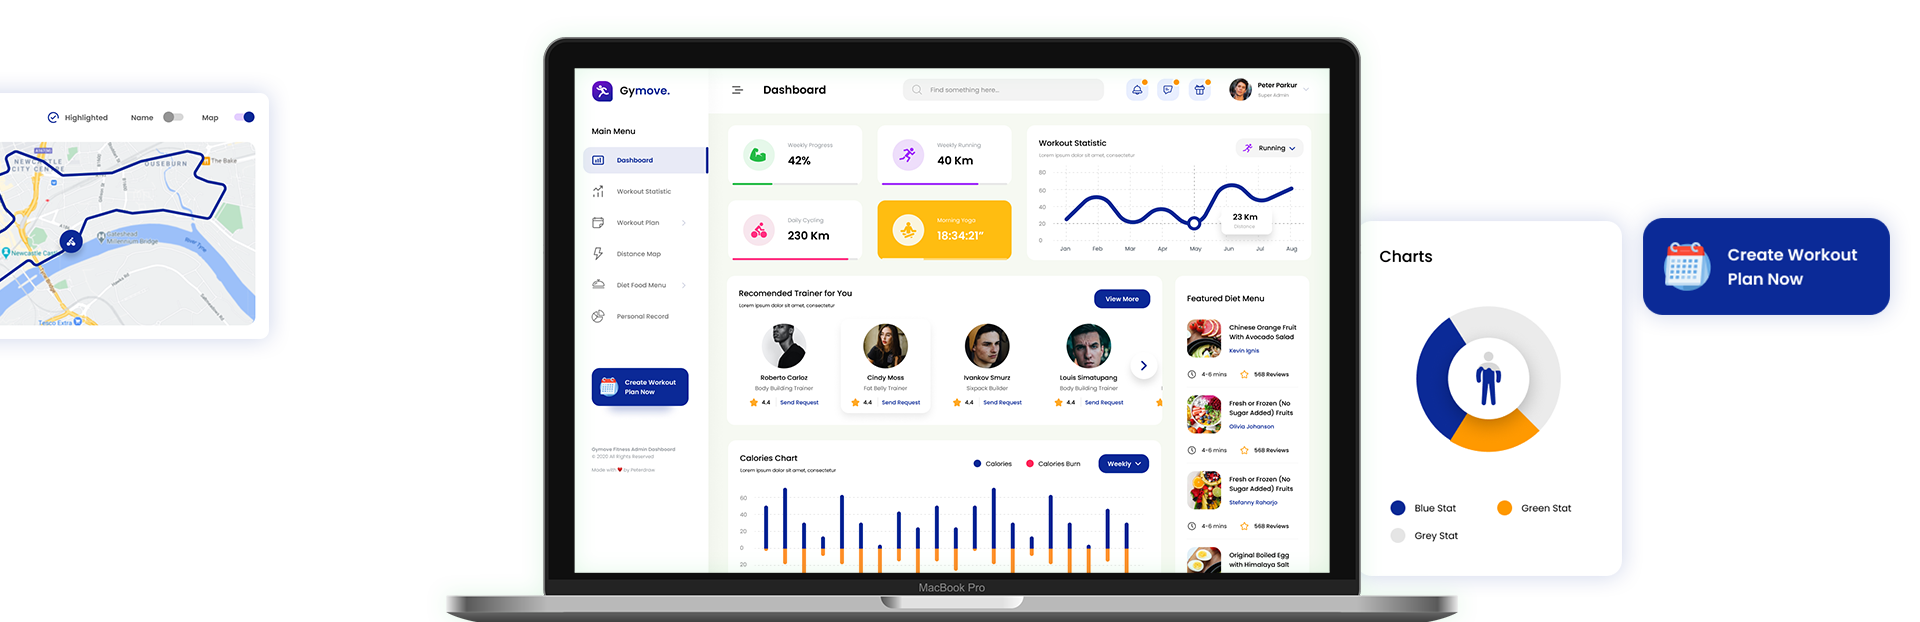 Highlighted
Name
Map
NEWCASTLE
CITY CENTRE
OUSEBURN
The Balt
Gateshead
Millennium Bridge
Newcastle Cast
River Tyne
Tesco Extra
Gymove.
Main Menu
Dashboard
Workout Statistic
Workout Plan
Distance Map
Diet Food Menu
Personal Record
Create Workout
Plan Now
Gymove Fitness Admin Dashboard
© 2020 All Rights Reserved
Made with ❤ by Peterdraw
Dashboard
Find something here...
Peter Parkur
Super Admin
Weekly Progress
42%
Weekly Running
40 Km
Daily Cycling
230 Km
Morning Yoga
18:34:21"
Workout Statistic
Lorem ipsum dolor sit amet, consectetur
Running
80
60
40
20
0
23 Km
Distance
Jan Feb Mar Apr May Jun Jul Aug
Recomended Trainer for You
Lorem ipsum dolor sit amet, consectetur
View More
Roberto Carloz
Body Building Trainer
4.4 Send Request
Cindy Moss
Fat Belly Trainer
4.4 Send Request
Ivankov Smurz
Sixpack Builder
4.4 Send Request
Louis Simatupang
Body Building Trainer
4.4 Send Request
Calories Chart
Lorem ipsum dolor sit amet, consectetur
Calories
Calories Burn
Weekly
60
40
20
0
20
Featured Diet Menu
Chinese Orange Fruit
With Avocado Salad
Kevin Ignis
4-6 mins 568 Reviews
Fresh or Frozen (No
Sugar Added) Fruits
Olivia Johanson
4-6 mins 568 Reviews
Fresh or Frozen (No
Sugar Added) Fruits
Stefanny Raharjo
4-6 mins 568 Reviews
Original Boiled Egg
with Himalaya Salt
MacBook Pro
Charts
Blue Stat
Green Stat
Grey Stat
Create Workout
Plan Now